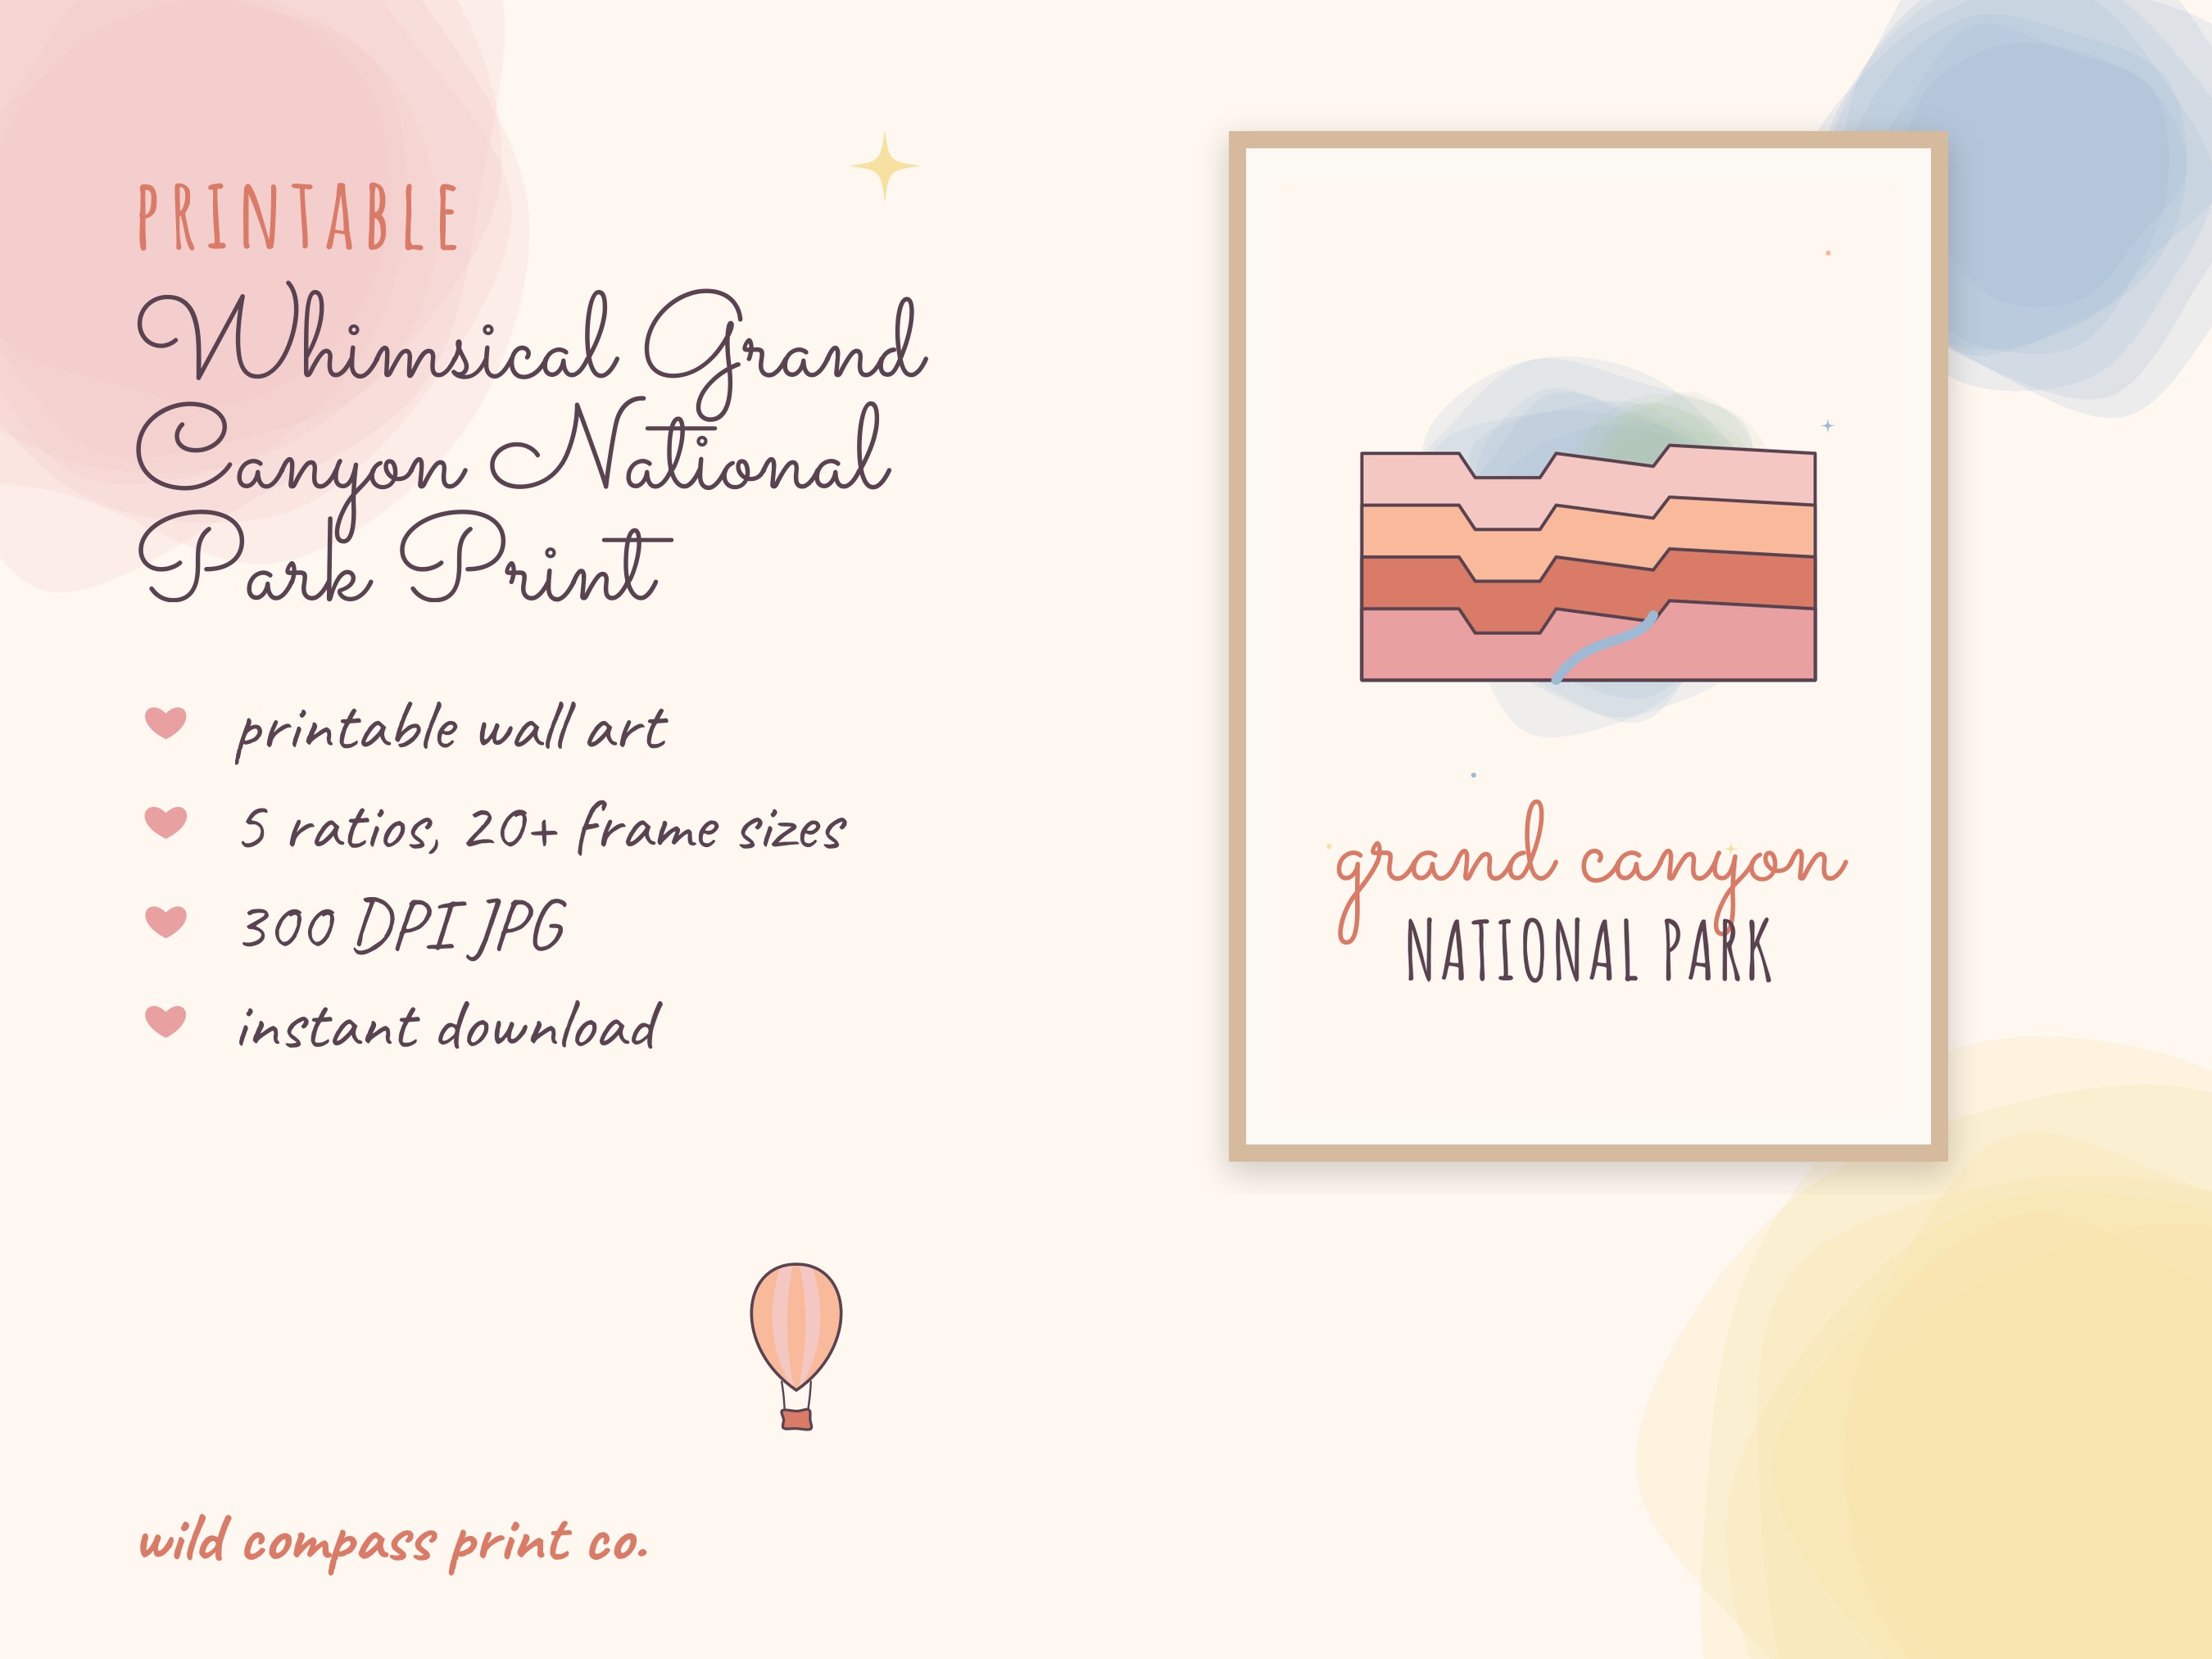 PRINTABLE
Whimsical Grand
Canyon National
Park Print
printable wall art
5 ratios, 20+ frame sizes
300 DPI JPG
instant download
wild compass print co.
grand canyon
NATIONAL PARK